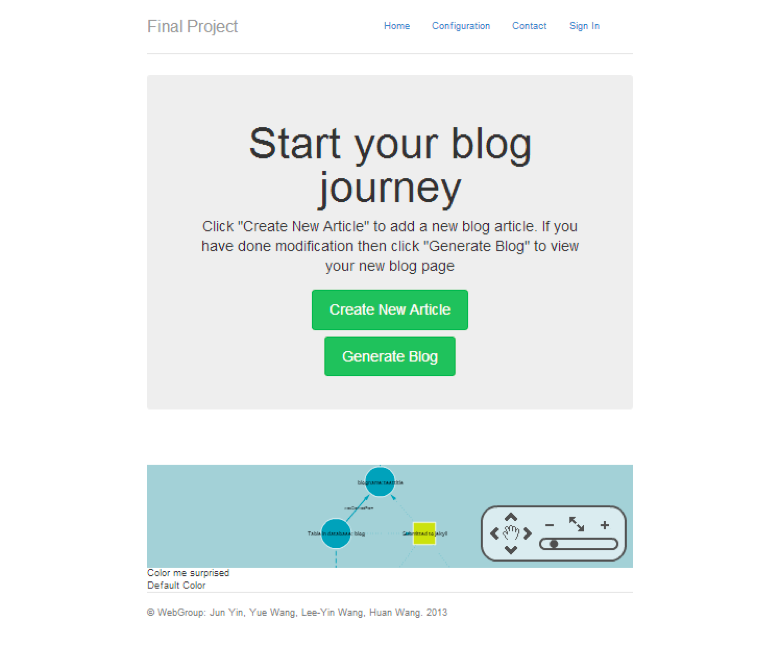 Final Project
Home Configuration Contact Sign In
Start your blog
journey
Click "Create New Article" to add a new blog article. If you
have done modification then click "Generate Blog" to view
your new blog page
Create New Article
Generate Blog
Table in database: blog
Color me surprised
Default Color
© WebGroup: Jun Yin, Yue Wang, Lee-Yin Wang, Huan Wang. 2013